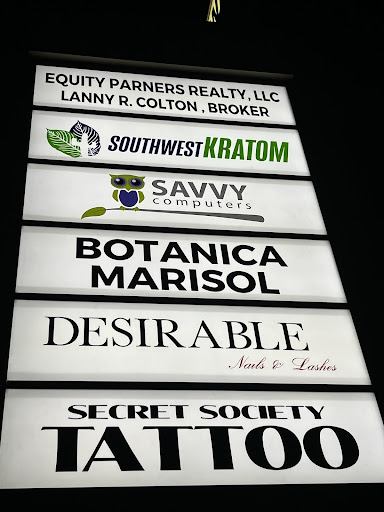 EQUITY PARNERS REALTY, LLC
LANNY R. COLTON , BROKER
SOUTHWEST KRATOM
SAVVY
computers
BOTANICA
MARISOL
DESIRABLE
Nails & Lashes
SECRET SOCIETY
TATTOO